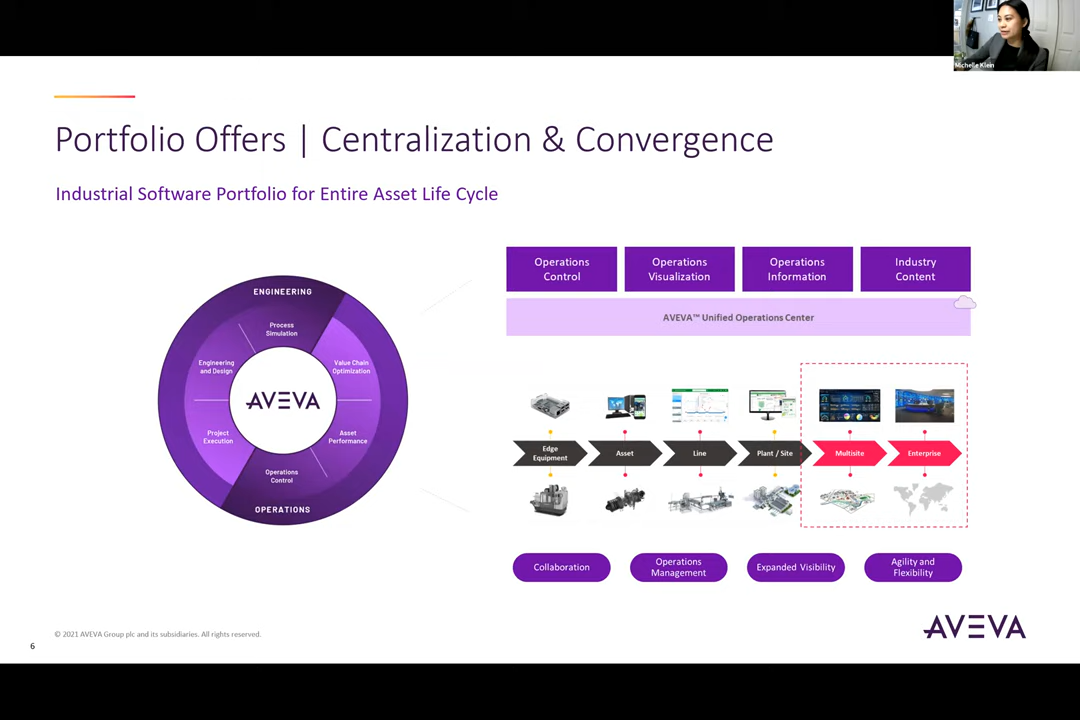 Michelle Klein
Portfolio Offers | Centralization & Convergence
Industrial Software Portfolio for Entire Asset Life Cycle
ENGINEERING
Process
Simulation
Engineering
and Design
Value Chain
Optimization
AVEVA
Project
Execution
Asset
Performance
Operations
Control
OPERATIONS
Operations
Control
Operations
Visualization
Operations
Information
Industry
Content
AVEVA™ Unified Operations Center
Edge
Equipment
Asset
Line
Plant / Site
Multisite
Enterprise
Collaboration
Operations
Management
Expanded Visibility
Agility and
Flexibility
© 2021 AVEVA Group plc and its subsidiaries. All rights reserved.
AVEVA
6